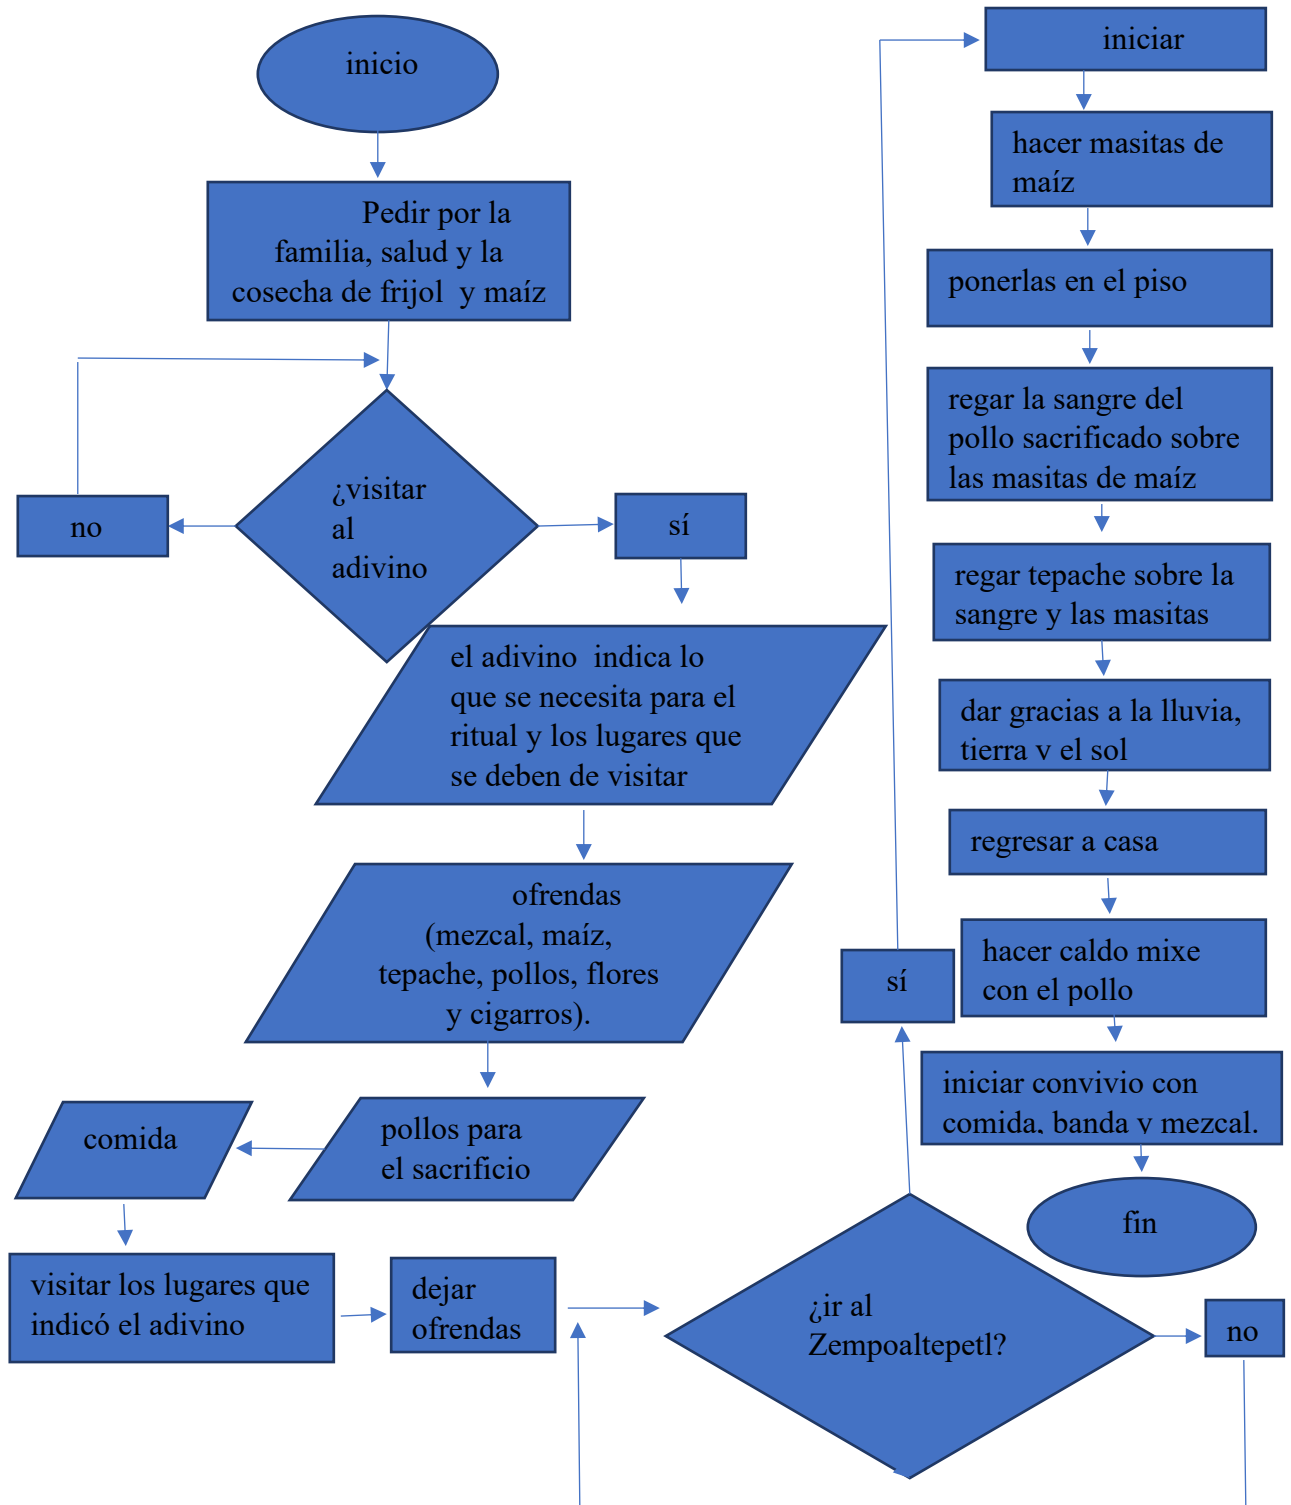 inicio
Pedir por la
familia, salud y la
cosecha de frijol y maíz
¿visitar
al
adivino
no
sí
el adivino indica lo
que se necesita para el
ritual y los lugares que
se deben de visitar
ofrendas
(mezcal, maíz,
tepache, pollos, flores
y cigarros).
pollos para
el sacrificio
comida
visitar los lugares que
indicó el adivino
dejar
ofrendas
¿ir al
Zempoaltepetl?
no
sí
iniciar
hacer masitas de
maíz
ponerlas en el piso
regar la sangre del
pollo sacrificado sobre
las masitas de maíz
regar tepache sobre la
sangre y las masitas
dar gracias a la lluvia,
tierra y el sol
regresar a casa
hacer caldo mixe
con el pollo
iniciar convivio con
comida, banda y mezcal.
fin